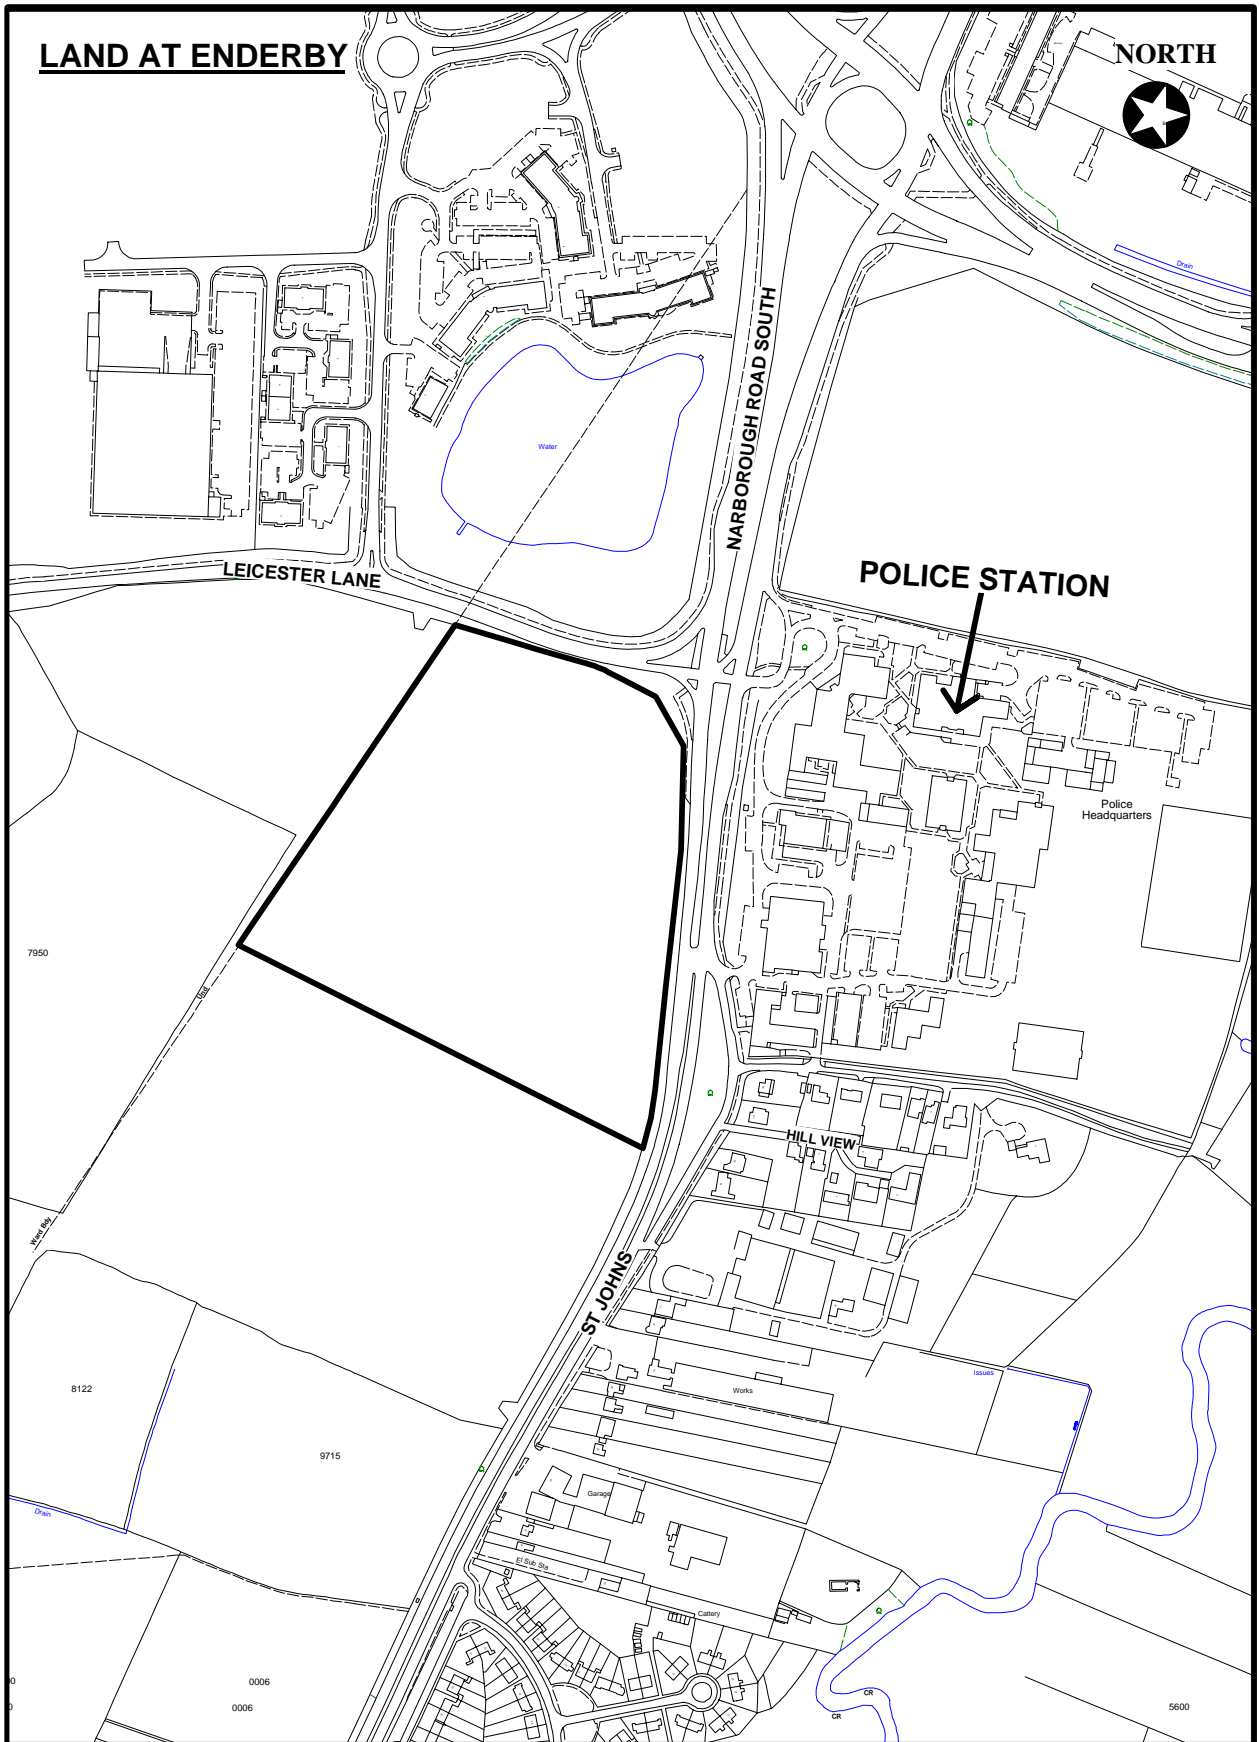 LAND AT ENDERBY
NORTH
Drain
NARBOROUGH ROAD SOUTH
Water
LEICESTER LANE
POLICE STATION
Police
Headquarters
7950
Und
HILL VIEW
Ward Bdy
ST JOHNS
Issues
8122
Works
9715
Garage
Drain
El Sub Sta
Cattery
0006
0006
CR
CR
5600